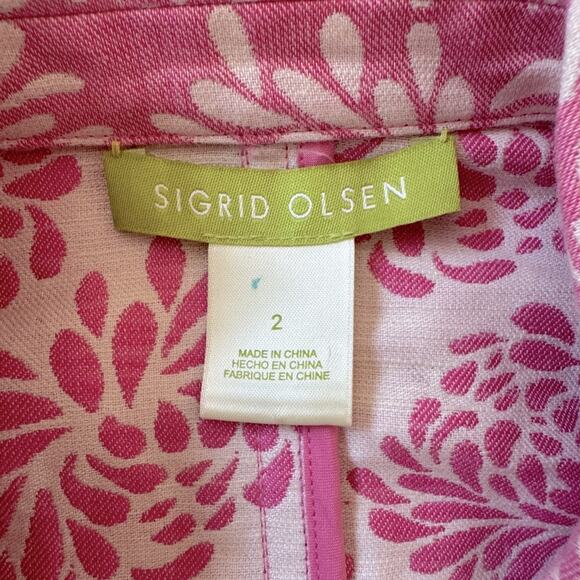 SIGRID OLSEN
2
MADE IN CHINA
HECHO EN CHINA
FABRIQUE EN CHINE